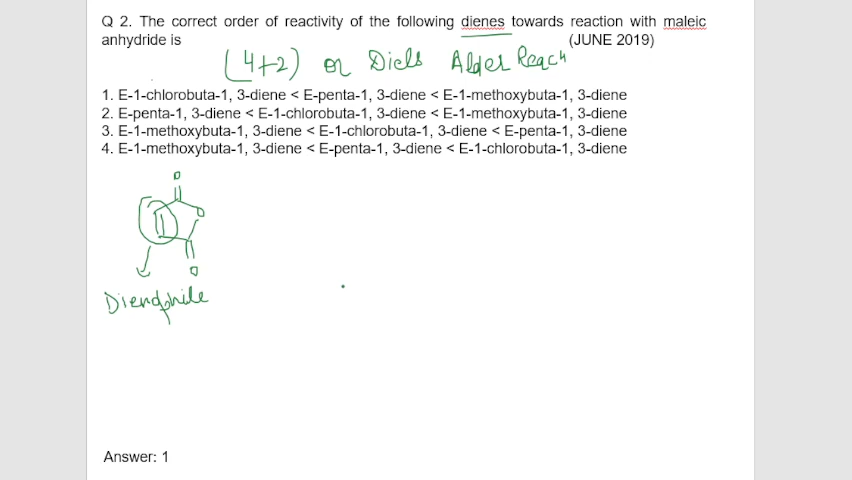 Q 2. The correct order of reactivity of the following dienes towards reaction with maleic
anhydride is (JUNE 2019)
(4+2) or Diels Alder Reacn
1. E-1-chlorobuta-1, 3-diene < E-penta-1, 3-diene < E-1-methoxybuta-1, 3-diene
2. E-penta-1, 3-diene < E-1-chlorobuta-1, 3-diene < E-1-methoxybuta-1, 3-diene
3. E-1-methoxybuta-1, 3-diene < E-1-chlorobuta-1, 3-diene < E-penta-1, 3-diene
4. E-1-methoxybuta-1, 3-diene < E-penta-1, 3-diene < E-1-chlorobuta-1, 3-diene
O
O
O
Dienophile
Answer: 1